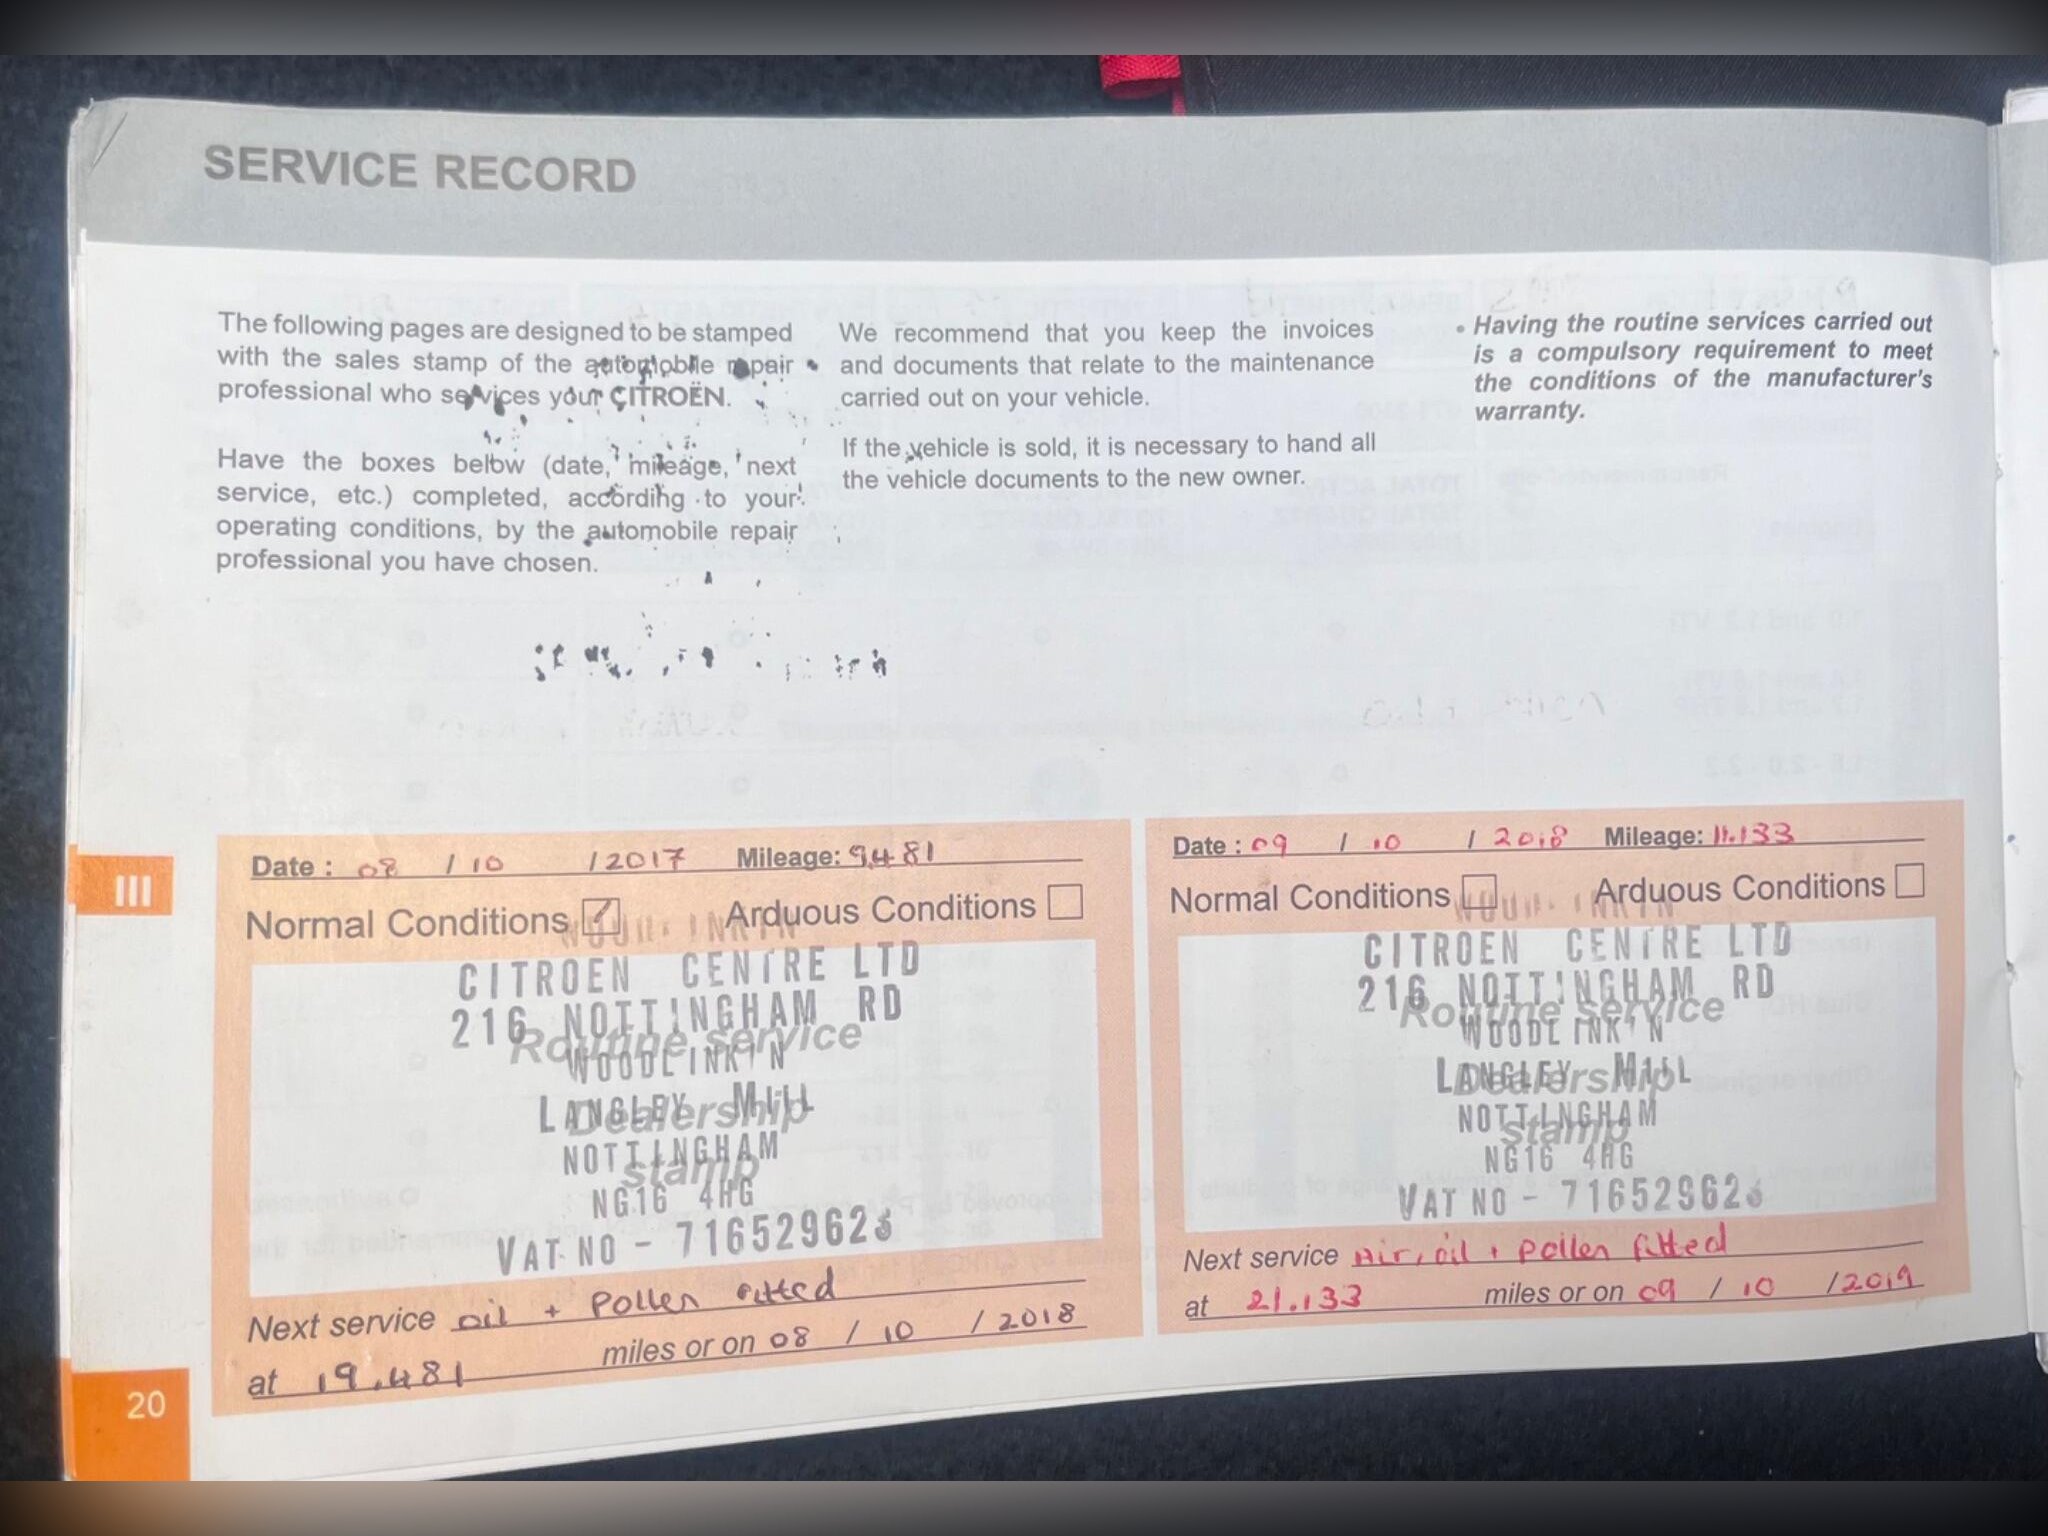 SERVICE RECORD
The following pages are designed to be stamped
with the sales stamp of the automobile repair
professional who services your CITROËN.
Have the boxes below (date, mileage, next
service, etc.) completed, according to your
operating conditions, by the automobile repair
professional you have chosen.
We recommend that you keep the invoices
and documents that relate to the maintenance
carried out on your vehicle.
If the vehicle is sold, it is necessary to hand all
the vehicle documents to the new owner.
• Having the routine services carried out
is a compulsory requirement to meet
the conditions of the manufacturer's
warranty.
III
Date : 08 / 10 / 2017 Mileage: 9.481
Normal Conditions Arduous Conditions
CITROEN CENTRE LTD
216 NOTTINGHAM RD
Routine service
WOODLINKIN
LANGLEY MILL
Dealership
NOTTINGHAM
stamp
NG16 4HG
VAT NO - 716529623
Next service oil + Pollen fitted
at 19.481 miles or on 08 / 10 / 2018
Date : 09 / 10 / 2018 Mileage: 11.133
Normal Conditions Arduous Conditions
CITROEN CENTRE LTD
216 NOTTINGHAM RD
Routine service
WOODLINKIN
LANGLEY MILL
Dealership
NOTTINGHAM
stamp
NG16 4HG
VAT NO - 716529623
Next service Air, oil + Pollen fitted
at 21.133 miles or on 09 / 10 / 2019
20